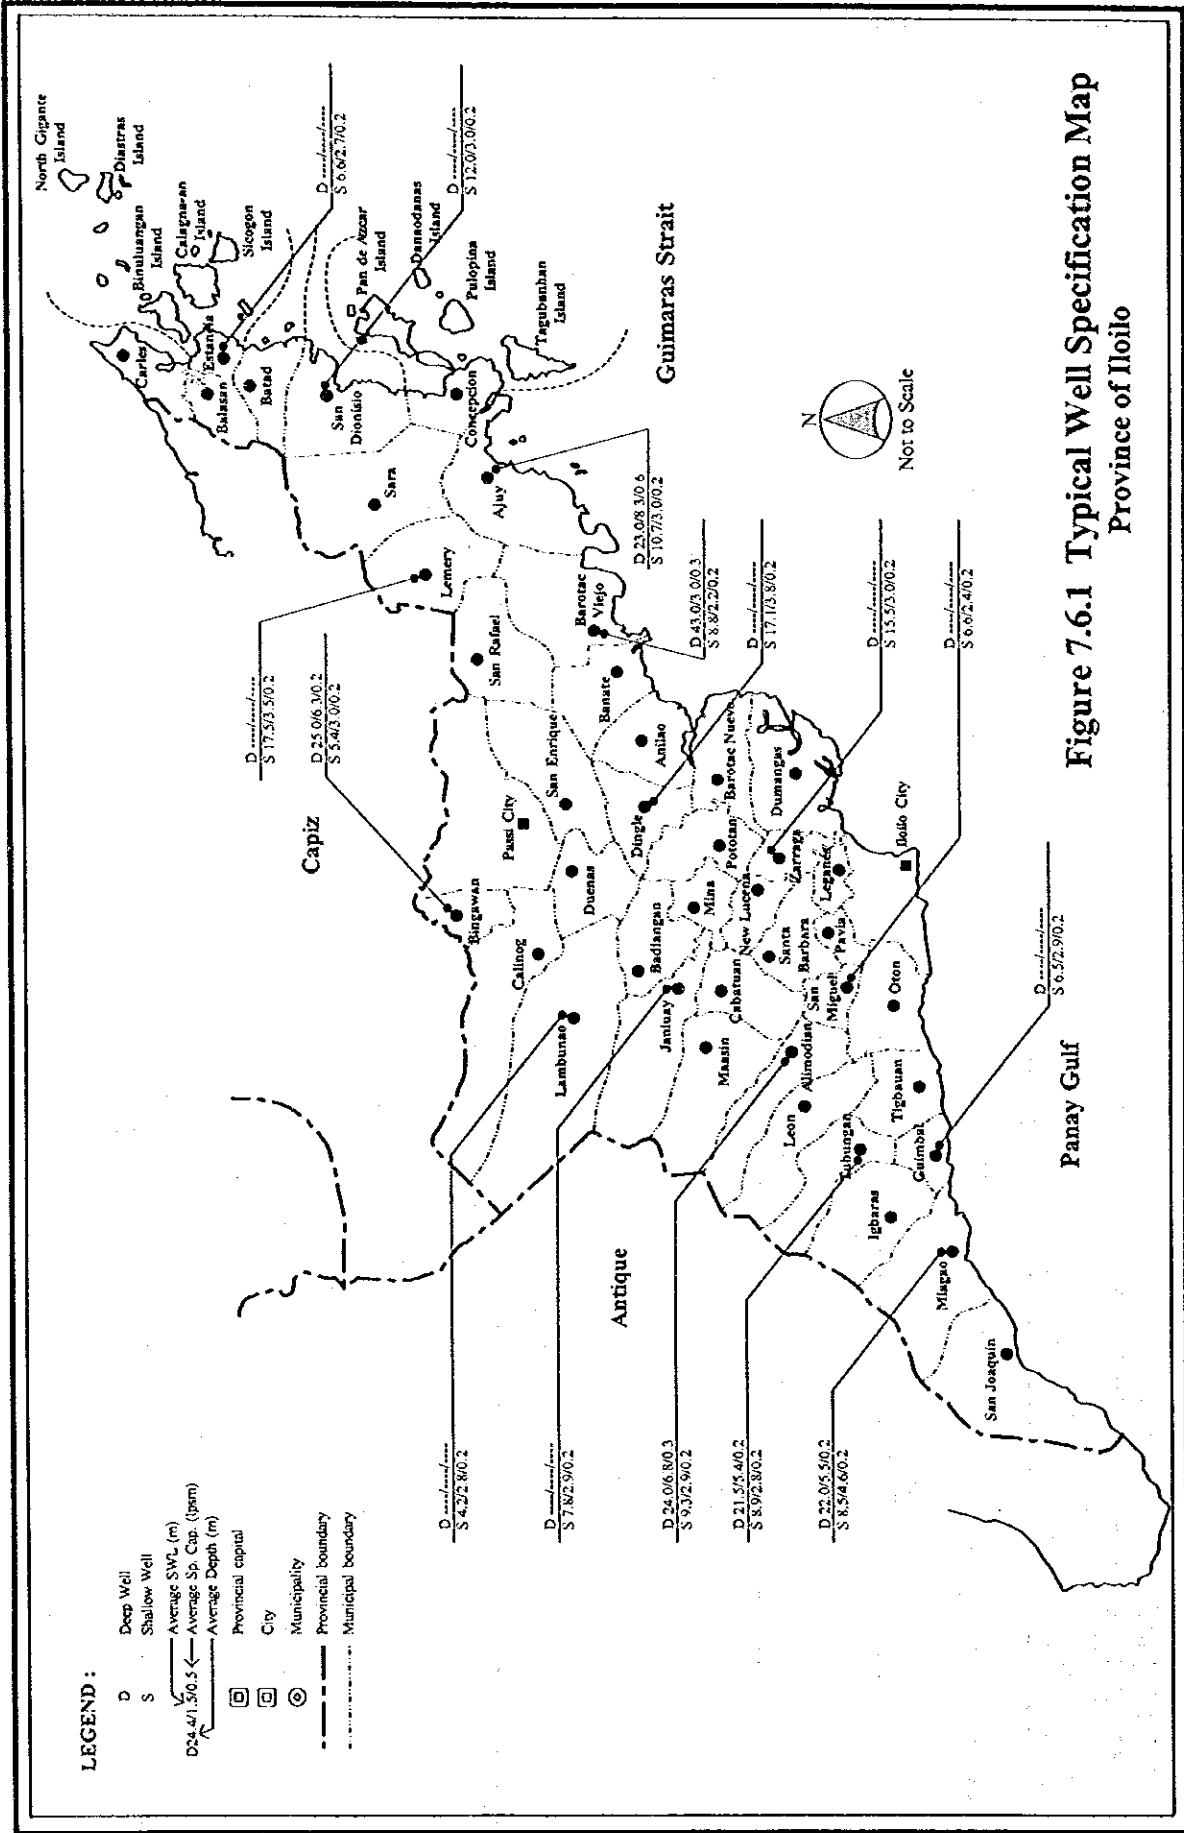 LEGEND :
D Deep Well
S Shallow Well
D24.4/1.5/0.5
Average SWL (m)
Average Sp. Cap. (lpsm)
Average Depth (m)
Provincial capital
City
Municipality
Provincial boundary
Municipal boundary
North Gigante
Island
Diastras
Island
Binuluangan
Island
Calagna-an
Island
Sicogon
Island
Pan de Azcar
Island
Danaodanas
Island
Pulopina
Island
Tagubanhan
Island
Guimaras Strait
Carles
Estancia
Balasan
Batad
San
Dionisio
Concepcion
Sara
Ajuy
Lemery
San Rafael
Barotac
Viejo
Banate
Anilao
San Enrique
Passi City
Dingle
Barotac Nuevo
Dumangas
Pototan
Zarraga
Duenas
Bingawan
Calinog
Mina
New Lucena
Leganes
Iloilo City
Badiangan
Santa
Barbara
Pavia
Janiuay
Cabatuan
San
Miguel
Oton
Lambunao
Maasin
Alimodian
Leon
Tubungan
Tigbauan
Guimbal
Igbaras
Miagao
San Joaquin
Capiz
Antique
Panay Gulf
D ----/----/----
S 6.6/2.7/0.2
D ----/----/----
S 12.0/3.0/0.2
D 23.0/8.3/0.6
S 10.7/3.0/0.2
D ----/----/----
S 17.5/3.5/0.2
D 25.0/6.3/0.2
S 5.4/3.0/0.2
D 43.0/3.0/0.3
S 8.8/2.2/0.2
D ----/----/----
S 17.1/3.8/0.2
D ----/----/----
S 15.5/3.0/0.2
D ----/----/----
S 6.6/2.4/0.2
D ----/----/----
S 6.5/2.9/0.2
D ----/----/----
S 4.2/2.8/0.2
D ----/----/----
S 7.8/2.9/0.2
D 24.0/6.8/0.3
S 9.3/2.9/0.2
D 21.5/5.4/0.2
S 8.9/2.8/0.2
D 22.0/5.5/0.2
S 8.5/4.6/0.2
N
Not to Scale
Figure 7.6.1 Typical Well Specification Map
Province of Iloilo